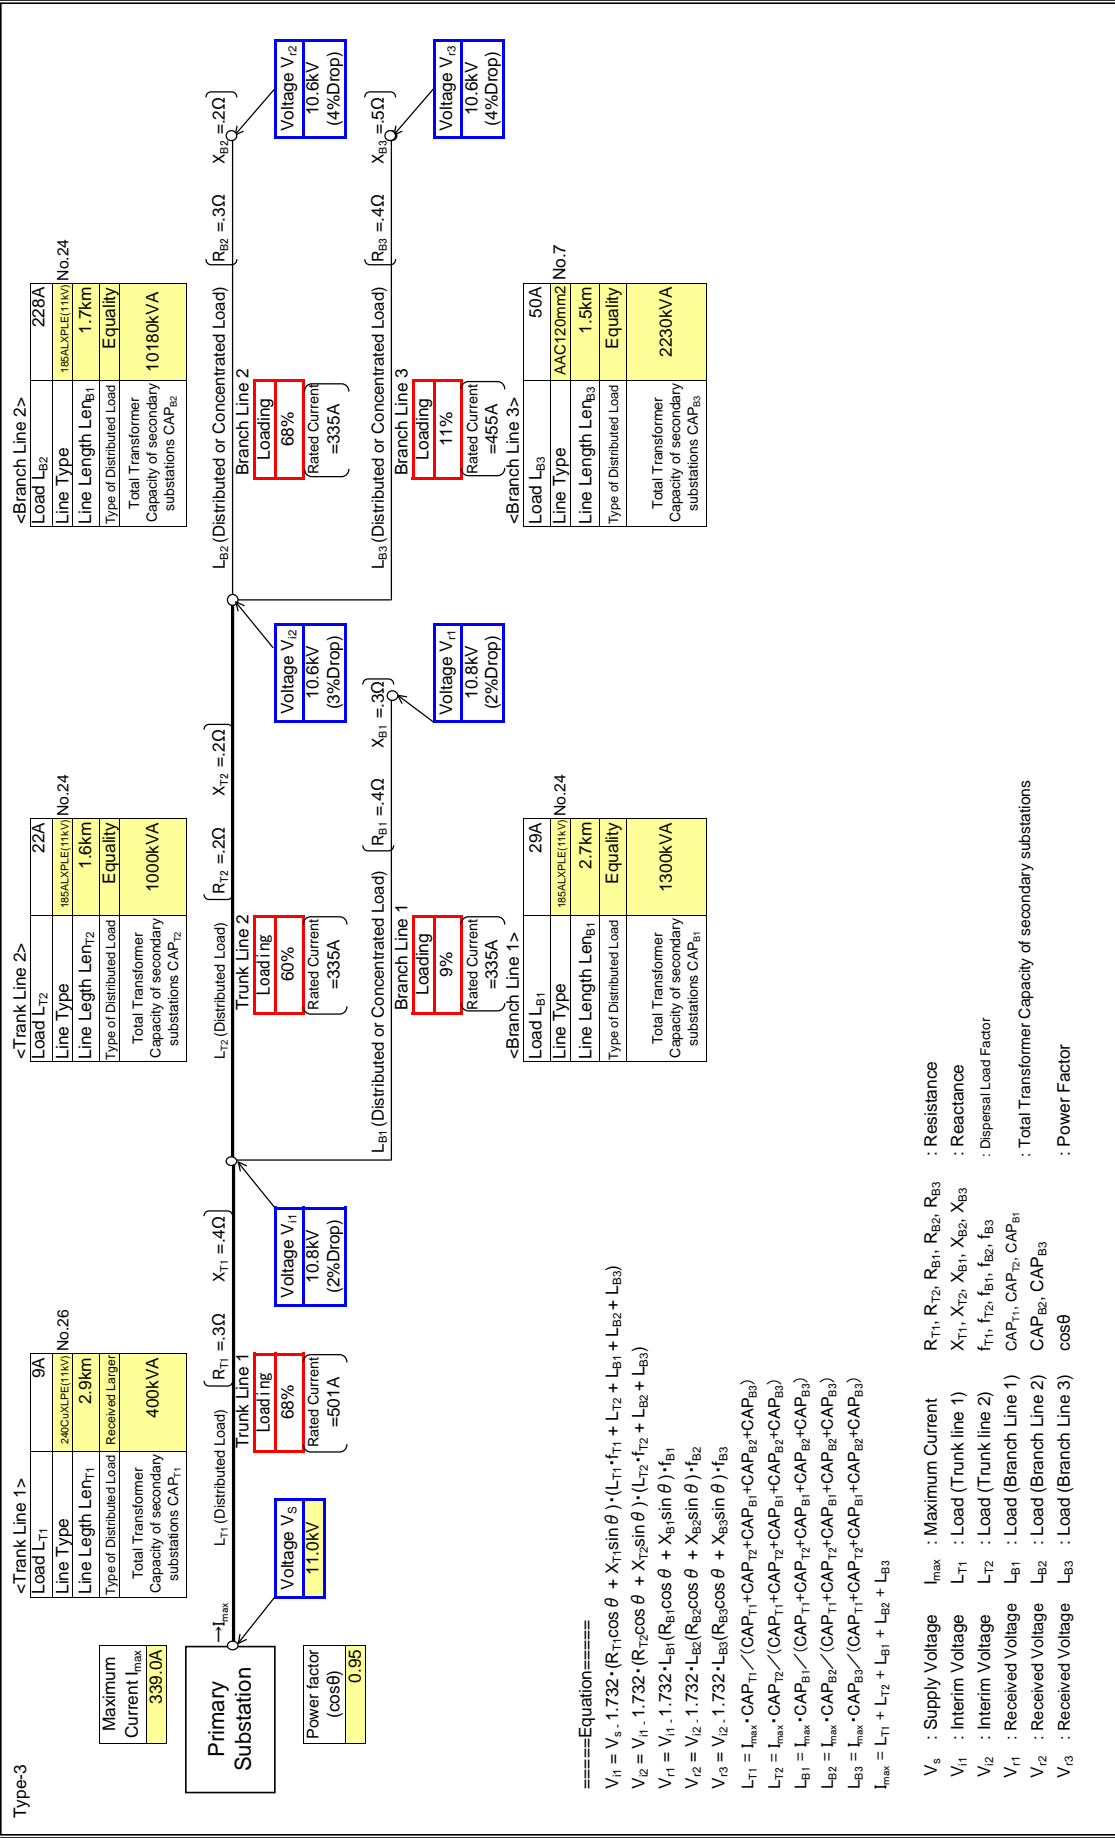 Type-3
Maximum
Current Imax
339.0A
Primary
Substation
Power factor
(cosθ)
0.95
→Imax
Voltage VS
11.0kV
<Trank Line 1>
Load LT1 9A
Line Type 240CuXLPE(11kV) No.26
Line Legth LenT1 2.9km
Type of Distributed Load Received Larger
Total Transformer
Capacity of secondary
substations CAPT1
400kVA
LT1 (Distributed Load) RT1 =.3Ω XT1 =.4Ω
Trunk Line 1
Loading
68%
Rated Current
=501A
Voltage Vi1
10.8kV
(2%Drop)
<Trank Line 2>
Load LT2 22A
Line Type 185ALXPLE(11kV) No.24
Line Legth LenT2 1.6km
Type of Distributed Load Equality
Total Transformer
Capacity of secondary
substations CAPT2
1000kVA
LT2 (Distributed Load) RT2 =.2Ω XT2 =.2Ω
Trunk Line 2
Loading
60%
Rated Current
=335A
Voltage Vi2
10.6kV
(3%Drop)
LB1 (Distributed or Concentrated Load) RB1 =.4Ω XB1 =.3Ω
Branch Line 1
Loading
9%
Rated Current
=335A
Voltage Vr1
10.8kV
(2%Drop)
<Branch Line 1>
Load LB1 29A
Line Type 185ALXPLE(11kV) No.24
Line Length LenB1 2.7km
Type of Distributed Load Equality
Total Transformer
Capacity of secondary
substations CAPB1
1300kVA
<Branch Line 2>
Load LB2 228A
Line Type 185ALXPLE(11kV) No.24
Line Length LenB1 1.7km
Type of Distributed Load Equality
Total Transformer
Capacity of secondary
substations CAPB2
10180kVA
LB2 (Distributed or Concentrated Load) RB2 =.3Ω XB2 =.2Ω
Branch Line 2
Loading
68%
Rated Current
=335A
Voltage Vr2
10.6kV
(4%Drop)
LB3 (Distributed or Concentrated Load) RB3 =.4Ω XB3 =.5Ω
Branch Line 3
Loading
11%
Rated Current
=455A
Voltage Vr3
10.6kV
(4%Drop)
<Branch Line 3>
Load LB3 50A
Line Type AAC120mm2 No.7
Line Length LenB3 1.5km
Type of Distributed Load Equality
Total Transformer
Capacity of secondary
substations CAPB3
2230kVA
=====Equation=====
Vi1 = Vs - 1.732・(RT1cos θ + XT1sin θ)・(LT1・fT1 + LT2 + LB1 + LB2 + LB3)
Vi2 = Vi1 - 1.732・(RT2cos θ + XT2sin θ)・(LT2・fT2 + LB2 + LB3)
Vr1 = Vi1 - 1.732・LB1(RB1cos θ + XB1sin θ)・fB1
Vr2 = Vi2 - 1.732・LB2(RB2cos θ + XB2sin θ)・fB2
Vr3 = Vi2 - 1.732・LB3(RB3cos θ + XB3sin θ)・fB3
LT1 = Imax・CAPT1／(CAPT1+CAPT2+CAPB1+CAPB2+CAPB3)
LT2 = Imax・CAPT2／(CAPT1+CAPT2+CAPB1+CAPB2+CAPB3)
LB1 = Imax・CAPB1／(CAPT1+CAPT2+CAPB1+CAPB2+CAPB3)
LB2 = Imax・CAPB2／(CAPT1+CAPT2+CAPB1+CAPB2+CAPB3)
LB3 = Imax・CAPB3／(CAPT1+CAPT2+CAPB1+CAPB2+CAPB3)
Imax = LT1 + LT2 + LB1 + LB2 + LB3
Vs : Supply Voltage Imax : Maximum Current RT1, RT2, RB1, RB2, RB3 : Resistance
Vi1 : Interim Voltage LT1 : Load (Trunk line 1) XT1, XT2, XB1, XB2, XB3 : Reactance
Vi2 : Interim Voltage LT2 : Load (Trunk line 2) fT1, fT2, fB1, fB2, fB3 : Dispersal Load Factor
Vr1 : Received Voltage LB1 : Load (Branch Line 1) CAPT1, CAPT2, CAPB1
Vr2 : Received Voltage LB2 : Load (Branch Line 2) CAPB2, CAPB3 : Total Transformer Capacity of secondary substations
Vr3 : Received Voltage LB3 : Load (Branch Line 3) cosθ : Power Factor